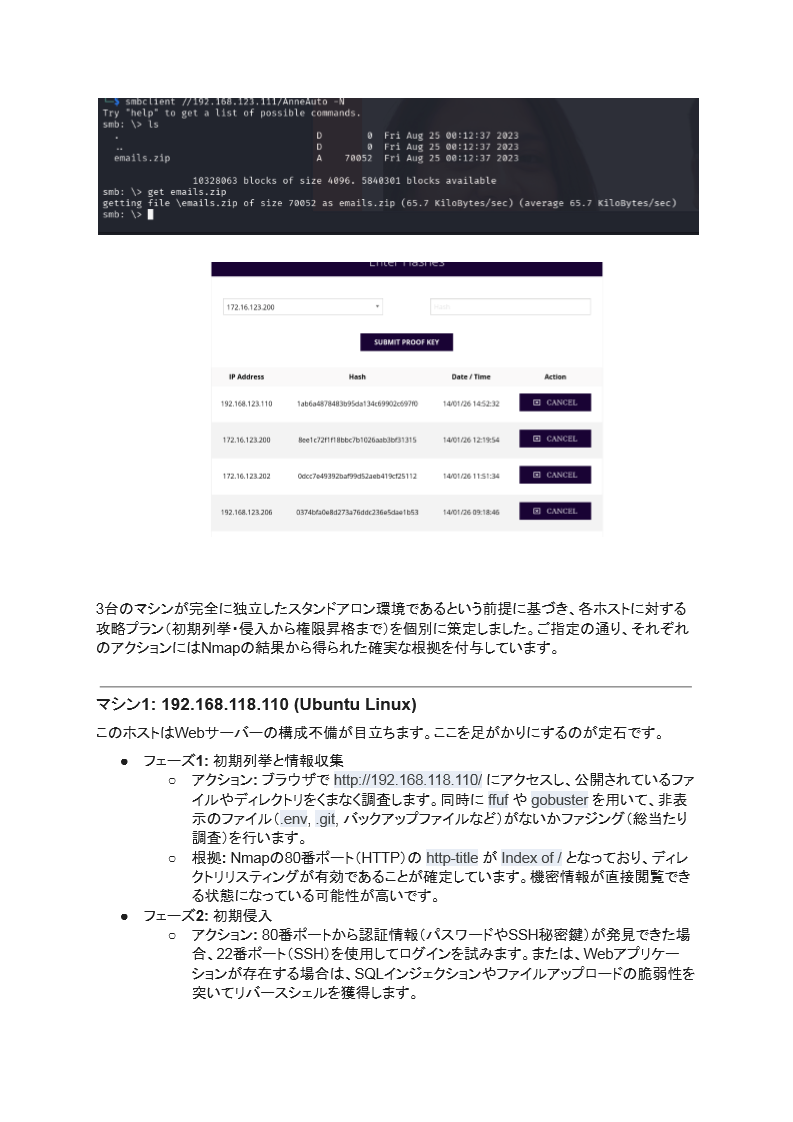 smbclient //192.168.123.111/AnneAuto -N
Try "help" to get a list of possible commands.
smb: \> ls
. D 0 Fri Aug 25 00:12:37 2023
.. D 0 Fri Aug 25 00:12:37 2023
emails.zip A 70052 Fri Aug 25 00:12:37 2023
10328063 blocks of size 4096. 5840301 blocks available
smb: \> get emails.zip
getting file \emails.zip of size 70052 as emails.zip (65.7 KiloBytes/sec) (average 65.7 KiloBytes/sec)
smb: \>
Enter Hashes
172.16.123.200 Hash
SUBMIT PROOF KEY
IP Address Hash Date / Time Action
192.168.123.110 1ab6a4878483b95da134c69902c697f0 14/01/26 14:52:32 CANCEL
172.16.123.200 8ee1c72f1f18bbc7b1026aab3bf31315 14/01/26 12:19:54 CANCEL
172.16.123.202 0dcc7e49392baf99d52aeb419cf25112 14/01/26 11:51:34 CANCEL
192.168.123.206 0374bfa0e8d273a76ddc236e5dae1b53 14/01/26 09:18:46 CANCEL
3台のマシンが完全に独立したスタンドアロン環境であるという前提に基づき、各ホストに対する
攻略プラン（初期列挙・侵入から権限昇格まで）を個別に策定しました。ご指定の通り、それぞれ
のアクションにはNmapの結果から得られた確実な根拠を付与しています。
マシン1: 192.168.118.110 (Ubuntu Linux)
このホストはWebサーバーの構成不備が目立ちます。ここを足がかりにするのが定石です。
● フェーズ1: 初期列挙と情報収集
○ アクション: ブラウザで http://192.168.118.110/ にアクセスし、公開されているファ
イルやディレクトリをくまなく調査します。同時に ffuf や gobuster を用いて、非表
示のファイル（.env, .git, バックアップファイルなど）がないかファジング（総当たり
調査）を行います。
○ 根拠: Nmapの80番ポート（HTTP）の http-title が Index of / となっており、ディレ
クトリリスティングが有効であることが確定しています。機密情報が直接閲覧でき
る状態になっている可能性が高いです。
● フェーズ2: 初期侵入
○ アクション: 80番ポートから認証情報（パスワードやSSH秘密鍵）が発見できた場
合、22番ポート（SSH）を使用してログインを試みます。または、Webアプリケー
ションが存在する場合は、SQLインジェクションやファイルアップロードの脆弱性を
突いてリバースシェルを獲得します。